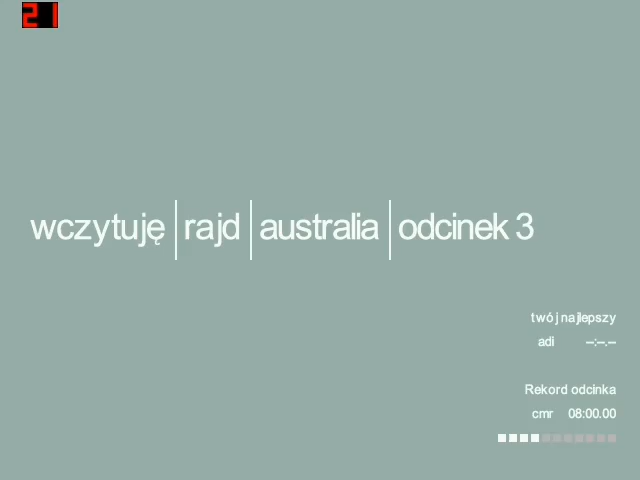 21
wczytuję rajd australia odcinek 3
twój najlepszy
adi --:--.--
Rekord odcinka
cmr 08:00.00